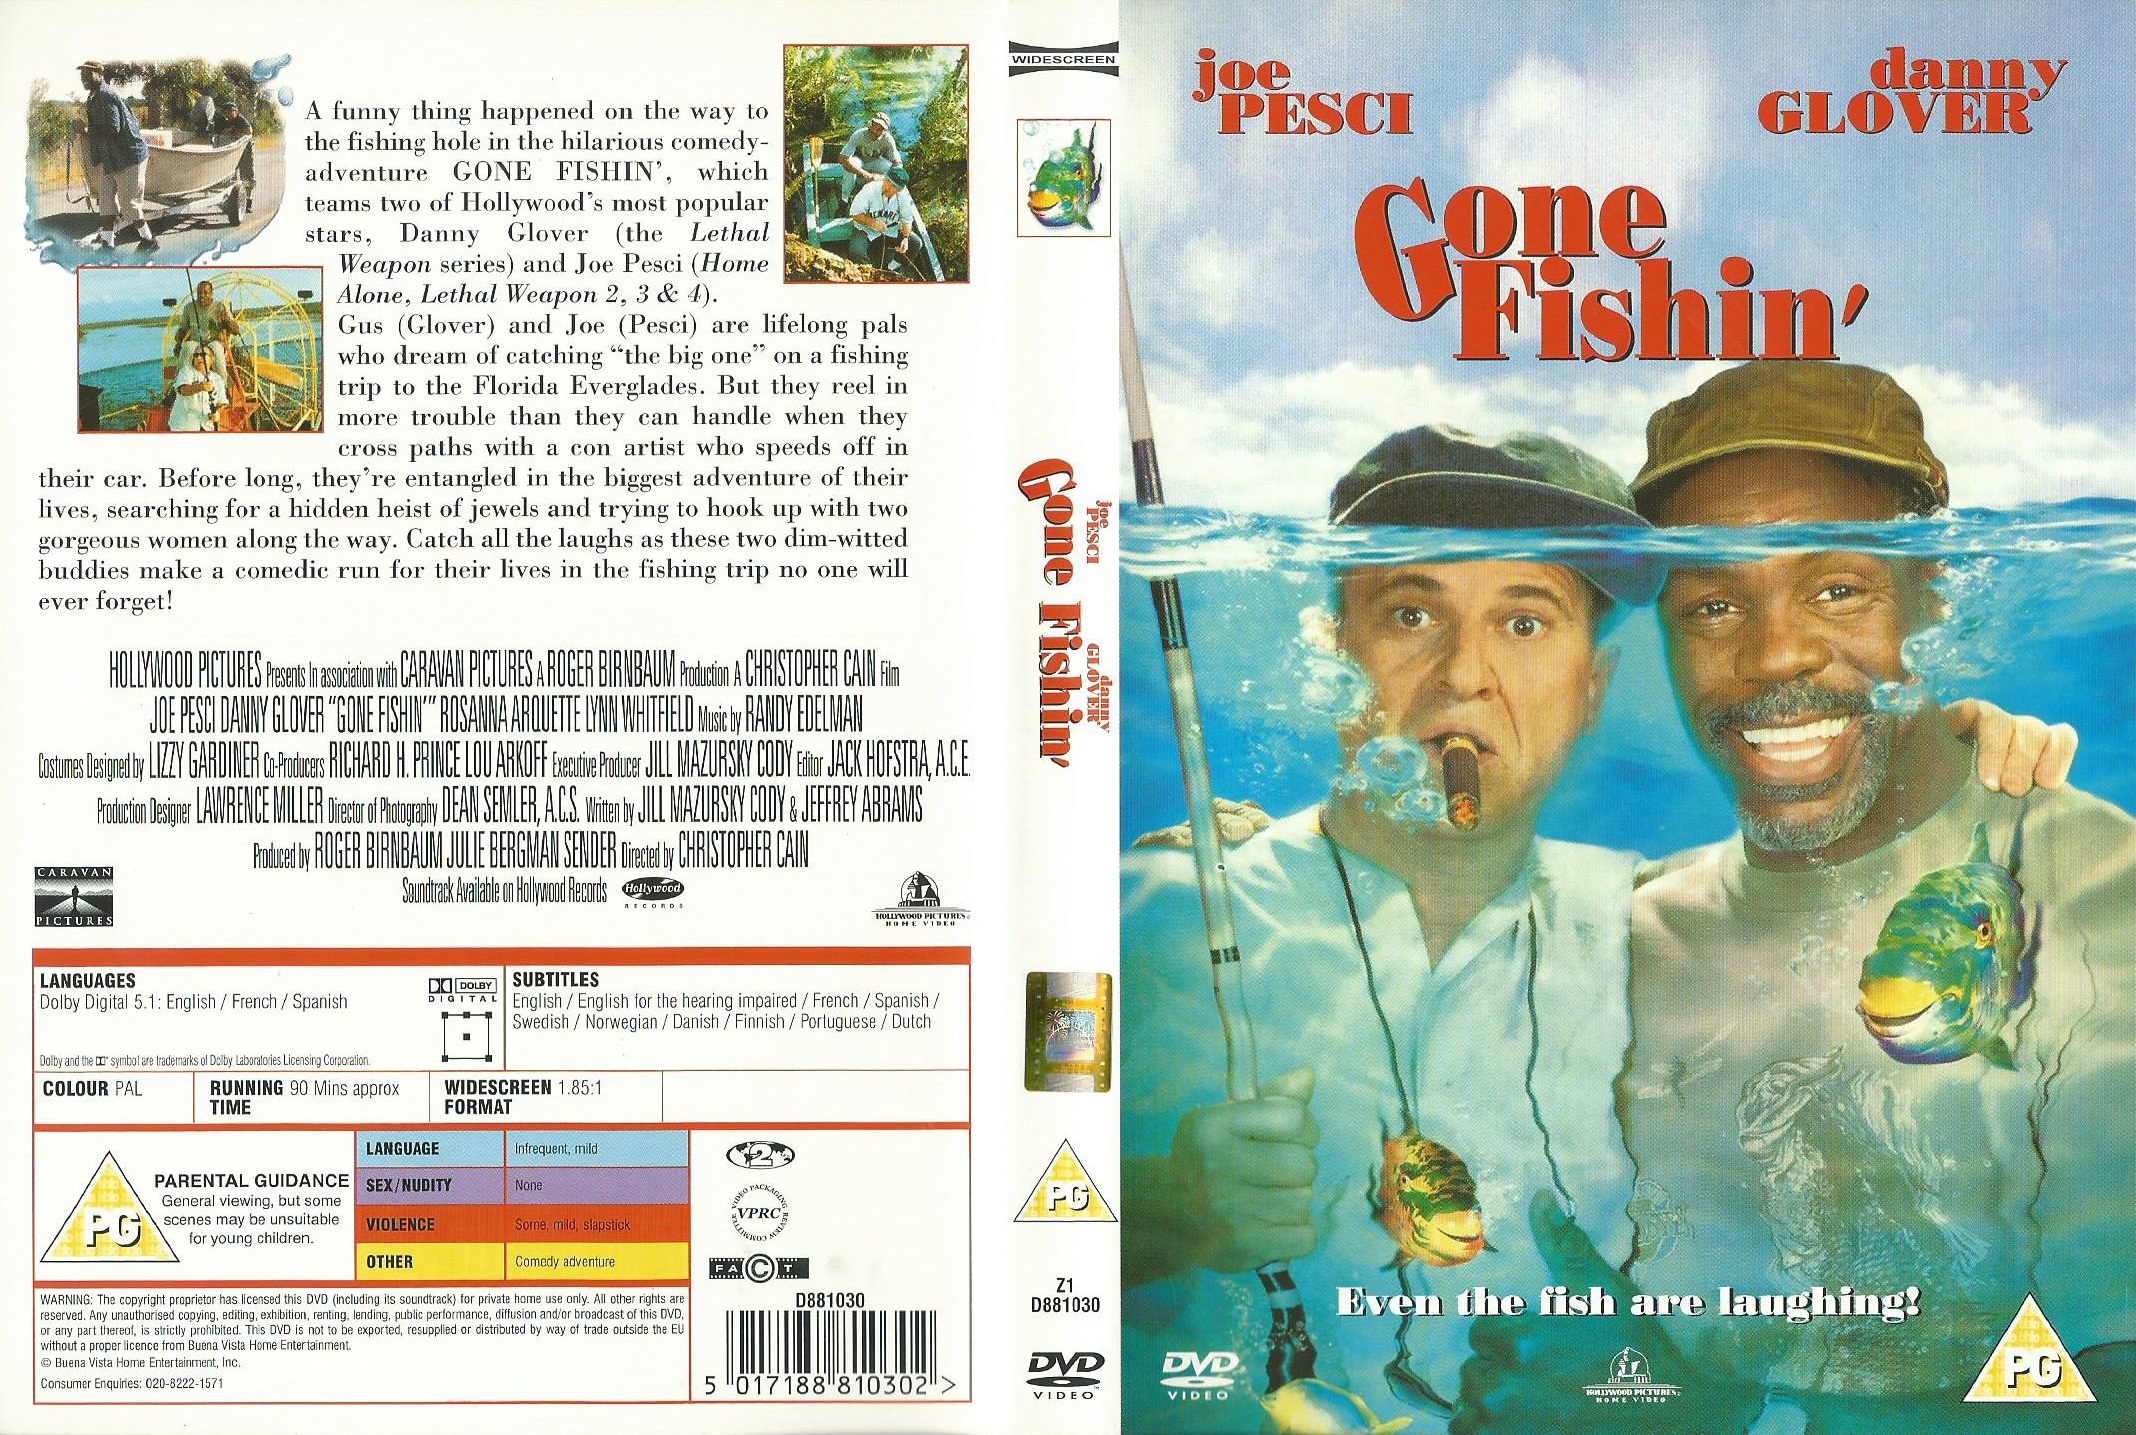 A funny thing happened on the way to
the fishing hole in the hilarious comedy-
adventure GONE FISHIN', which
teams two of Hollywood's most popular
stars, Danny Glover (the Lethal
Weapon series) and Joe Pesci (Home
Alone, Lethal Weapon 2, 3 & 4).
Gus (Glover) and Joe (Pesci) are lifelong pals
who dream of catching “the big one” on a fishing
trip to the Florida Everglades. But they reel in
more trouble than they can handle when they
cross paths with a con artist who speeds off in
their car. Before long, they're entangled in the biggest adventure of their
lives, searching for a hidden heist of jewels and trying to hook up with two
gorgeous women along the way. Catch all the laughs as these two dim-witted
buddies make a comedic run for their lives in the fishing trip no one will
ever forget!
HOLLYWOOD PICTURES Presents In association with CARAVAN PICTURES A ROGER BIRNBAUM Production A CHRISTOPHER CAIN Film
JOE PESCI DANNY GLOVER "GONE FISHIN'" ROSANNA ARQUETTE LYNN WHITFIELD Music by RANDY EDELMAN
Costumes Designed by LIZZY GARDINER Co-Producers RICHARD H. PRINCE LOU ARKOFF Executive Producer JILL MAZURSKY CODY Editor JACK HOFSTRA, A.C.E.
Production Designer LAWRENCE MILLER Director of Photography DEAN SEMLER, A.C.S. Written by JILL MAZURSKY CODY & JEFFREY ABRAMS
Produced by ROGER BIRNBAUM JULIE BERGMAN SENDER Directed by CHRISTOPHER CAIN
Soundtrack Available on Hollywood Records
Hollywood
RECORDS
CARAVAN
PICTURES
HOLLYWOOD PICTURES
HOME VIDEO
LANGUAGES
Dolby Digital 5.1: English / French / Spanish
DOLBY
DIGITAL
Dolby and the DD symbol are trademarks of Dolby Laboratories Licensing Corporation.
SUBTITLES
English / English for the hearing impaired / French / Spanish /
Swedish / Norwegian / Danish / Finnish / Portuguese / Dutch
COLOUR PAL
RUNNING 90 Mins approx
TIME
WIDESCREEN 1.85:1
FORMAT
PG
PARENTAL GUIDANCE
General viewing, but some
scenes may be unsuitable
for young children.
LANGUAGE Infrequent, mild
SEX/NUDITY None
VIOLENCE Some, mild, slapstick
OTHER Comedy adventure
2
VIDEO PACKAGING REVIEW COMMITTEE
VPRC
FACT
WARNING: The copyright proprietor has licensed this DVD (including its soundtrack) for private home use only. All other rights are
reserved. Any unauthorised copying, editing, exhibition, renting, lending, public performance, diffusion and/or broadcast of this DVD,
or any part thereof, is strictly prohibited. This DVD is not to be exported, resupplied or distributed by way of trade outside the EU
without a proper licence from Buena Vista Home Entertainment.
© Buena Vista Home Entertainment, Inc.
Consumer Enquiries: 020-8222-1571
D881030
5 017188 810302 >
WIDESCREEN
joe
PESCI
danny
GLOVER
Gone Fishin'
PG
Z1
D881030
DVD
VIDEO
joe
PESCI
danny
GLOVER
Gone
Fishin'
Even the fish are laughing!
DVD
VIDEO
HOLLYWOOD PICTURES
HOME VIDEO
PG